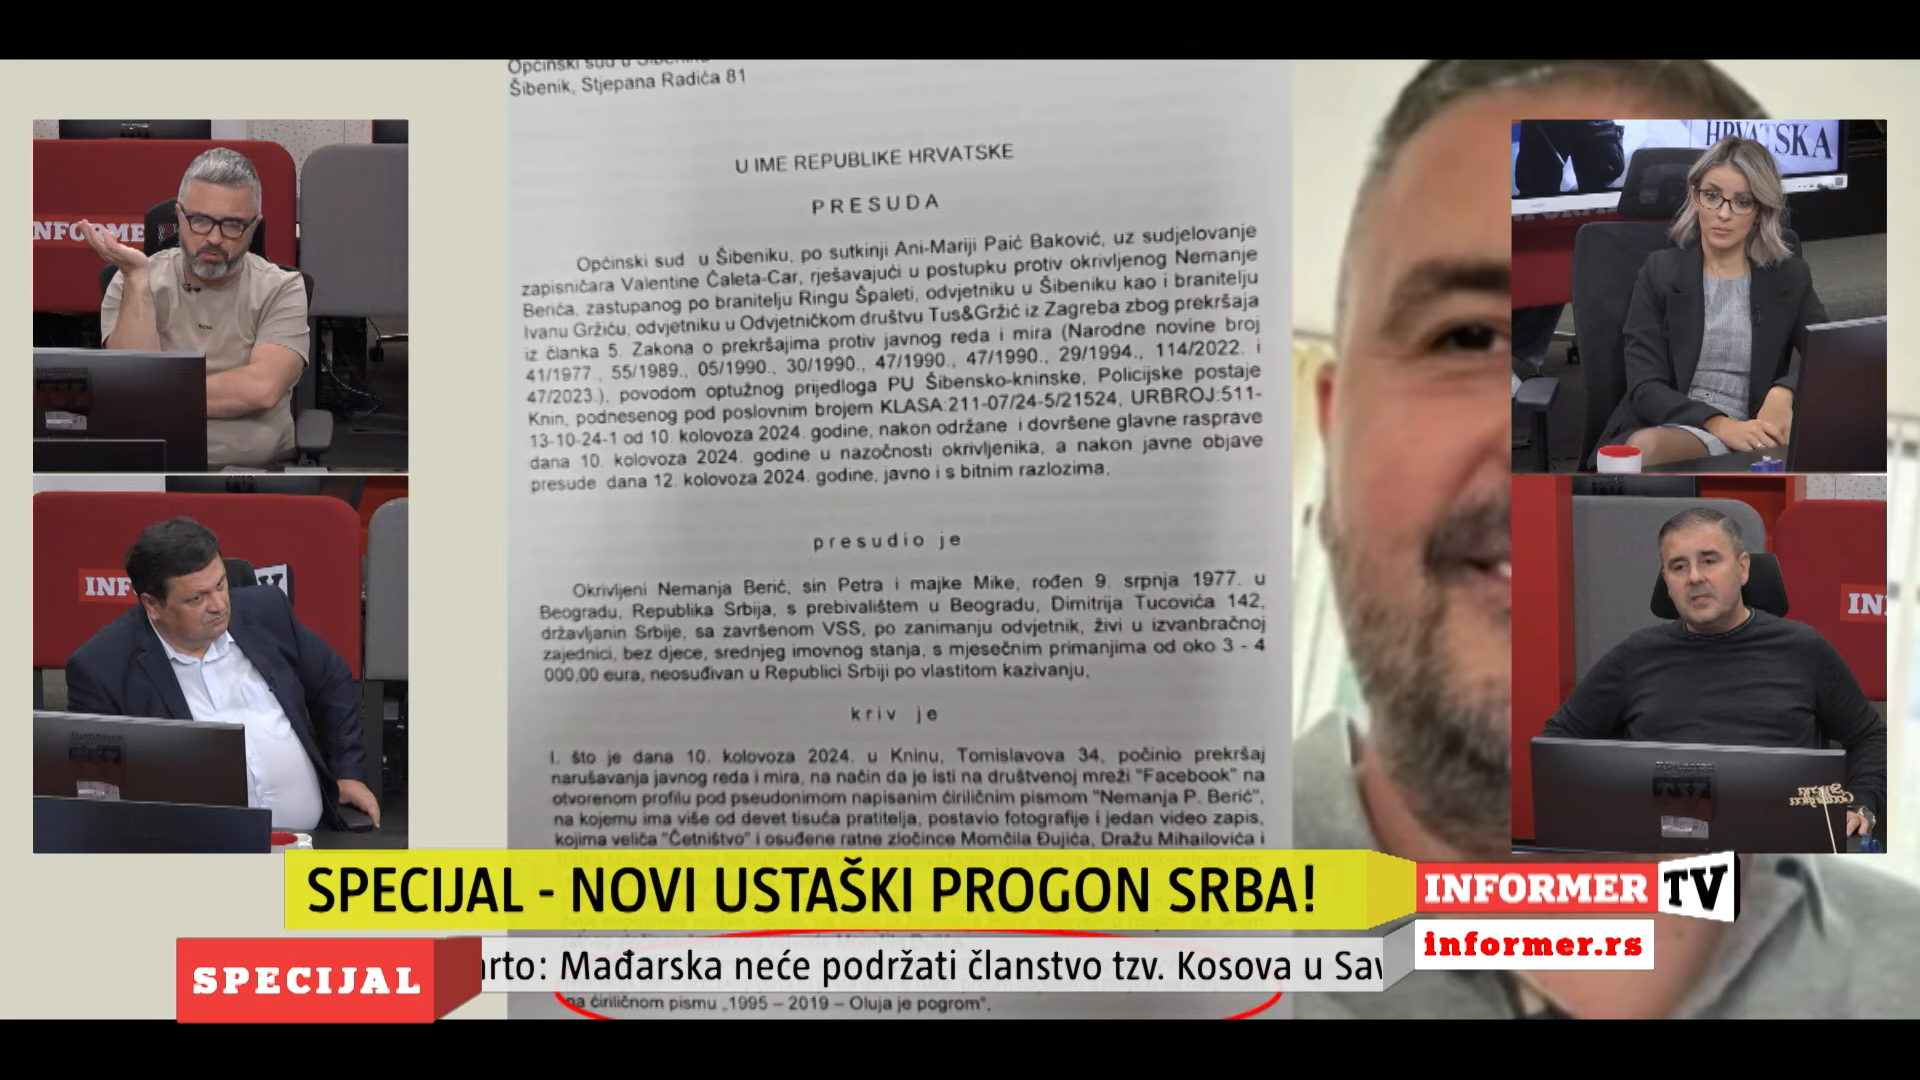 Općinski sud u Šibeniku
Šibenik, Stjepana Radića 81
U IME REPUBLIKE HRVATSKE
PRESUDA
Općinski sud u Šibeniku, po sutkinji Ani-Mariji Paić Baković, uz sudjelovanje
zapisničara Valentine Ćaleta-Car, rješavajući u postupku protiv okrivljenog Nemanje
Berića, zastupanog po branitelju Ringu Špaleti, odvjetniku u Šibeniku kao i branitelju
Ivanu Gržiću, odvjetniku u Odvjetničkom društvu Tus&Gržić iz Zagreba zbog prekršaja
iz članka 5. Zakona o prekršajima protiv javnog reda i mira (Narodne novine broj
41/1977., 55/1989., 05/1990., 30/1990., 47/1990., 47/1990., 29/1994., 114/2022. i
47/2023.), povodom optužnog prijedloga PU Šibensko-kninske, Policijske postaje
Knin, podnesenog pod poslovnim brojem KLASA:211-07/24-5/21524, URBROJ:511-
13-10-24-1 od 10. kolovoza 2024. godine, nakon održane i dovršene glavne rasprave
dana 10. kolovoza 2024. godine u nazočnosti okrivljenika, a nakon javne objave
presude dana 12. kolovoza 2024. godine, javno i s bitnim razlozima,
presudio je
Okrivljeni Nemanja Berić, sin Petra i majke Mike, rođen 9. srpnja 1977. u
Beogradu, Republika Srbija, s prebivalištem u Beogradu, Dimitrija Tucovića 142,
državljanin Srbije, sa završenom VSS, po zanimanju odvjetnik, živi u izvanbračnoj
zajednici, bez djece, srednjeg imovnog stanja, s mjesečnim primanjima od oko 3 - 4
000,00 eura, neosuđivan u Republici Srbiji po vlastitom kazivanju,
kriv je
I. što je dana 10. kolovoza 2024. u Kninu, Tomislavova 34, počinio prekršaj
narušavanja javnog reda i mira, na način da je isti na društvenoj mreži "Facebook" na
otvorenom profilu pod pseudonimom napisanim ćiriličnim pismom "Nemanja P. Berić",
na kojemu ima više od devet tisuća pratitelja, postavio fotografije i jedan video zapis,
kojima veliča "Četništvo" i osuđene ratne zločince Momčila Đujića, Dražu Mihailovića i
na ćiriličnom pismu „1995 – 2019 – Oluja je pogrom",
INFORMER
INF
HRVATSKA
IN
SPECIJAL - NOVI USTAŠKI PROGON SRBA!
INFORMER TV
informer.rs
SPECIJAL
arto: Mađarska neće podržati članstvo tzv. Kosova u Sav